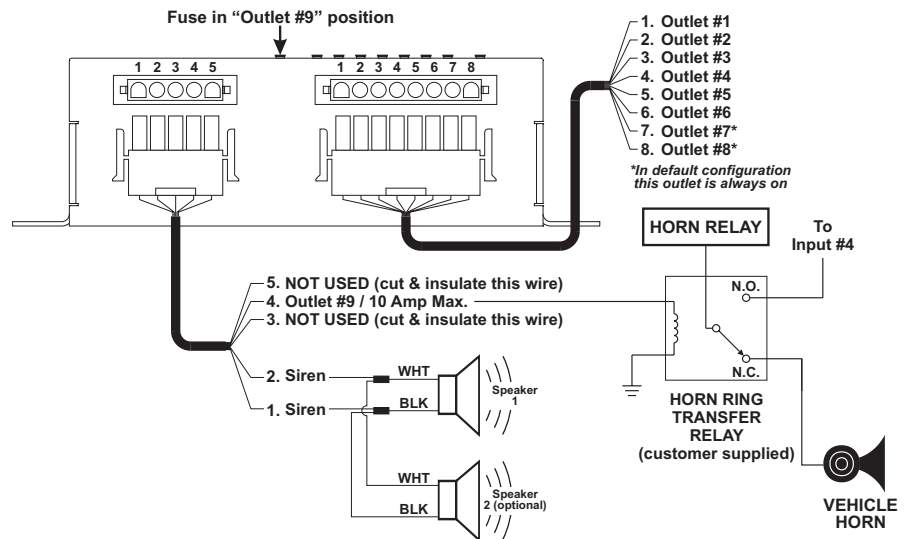 Fuse in “Outlet #9” position
1 2 3 4 5
1 2 3 4 5 6 7 8
1. Outlet #1
2. Outlet #2
3. Outlet #3
4. Outlet #4
5. Outlet #5
6. Outlet #6
7. Outlet #7*
8. Outlet #8*
*In default configuration
this outlet is always on
HORN RELAY
To
Input #4
N.O.
N.C.
5. NOT USED (cut & insulate this wire)
4. Outlet #9 / 10 Amp Max.
3. NOT USED (cut & insulate this wire)
2. Siren
1. Siren
WHT
BLK
Speaker
1
WHT
BLK
Speaker
2 (optional)
HORN RING
TRANSFER
RELAY
(customer supplied)
VEHICLE
HORN